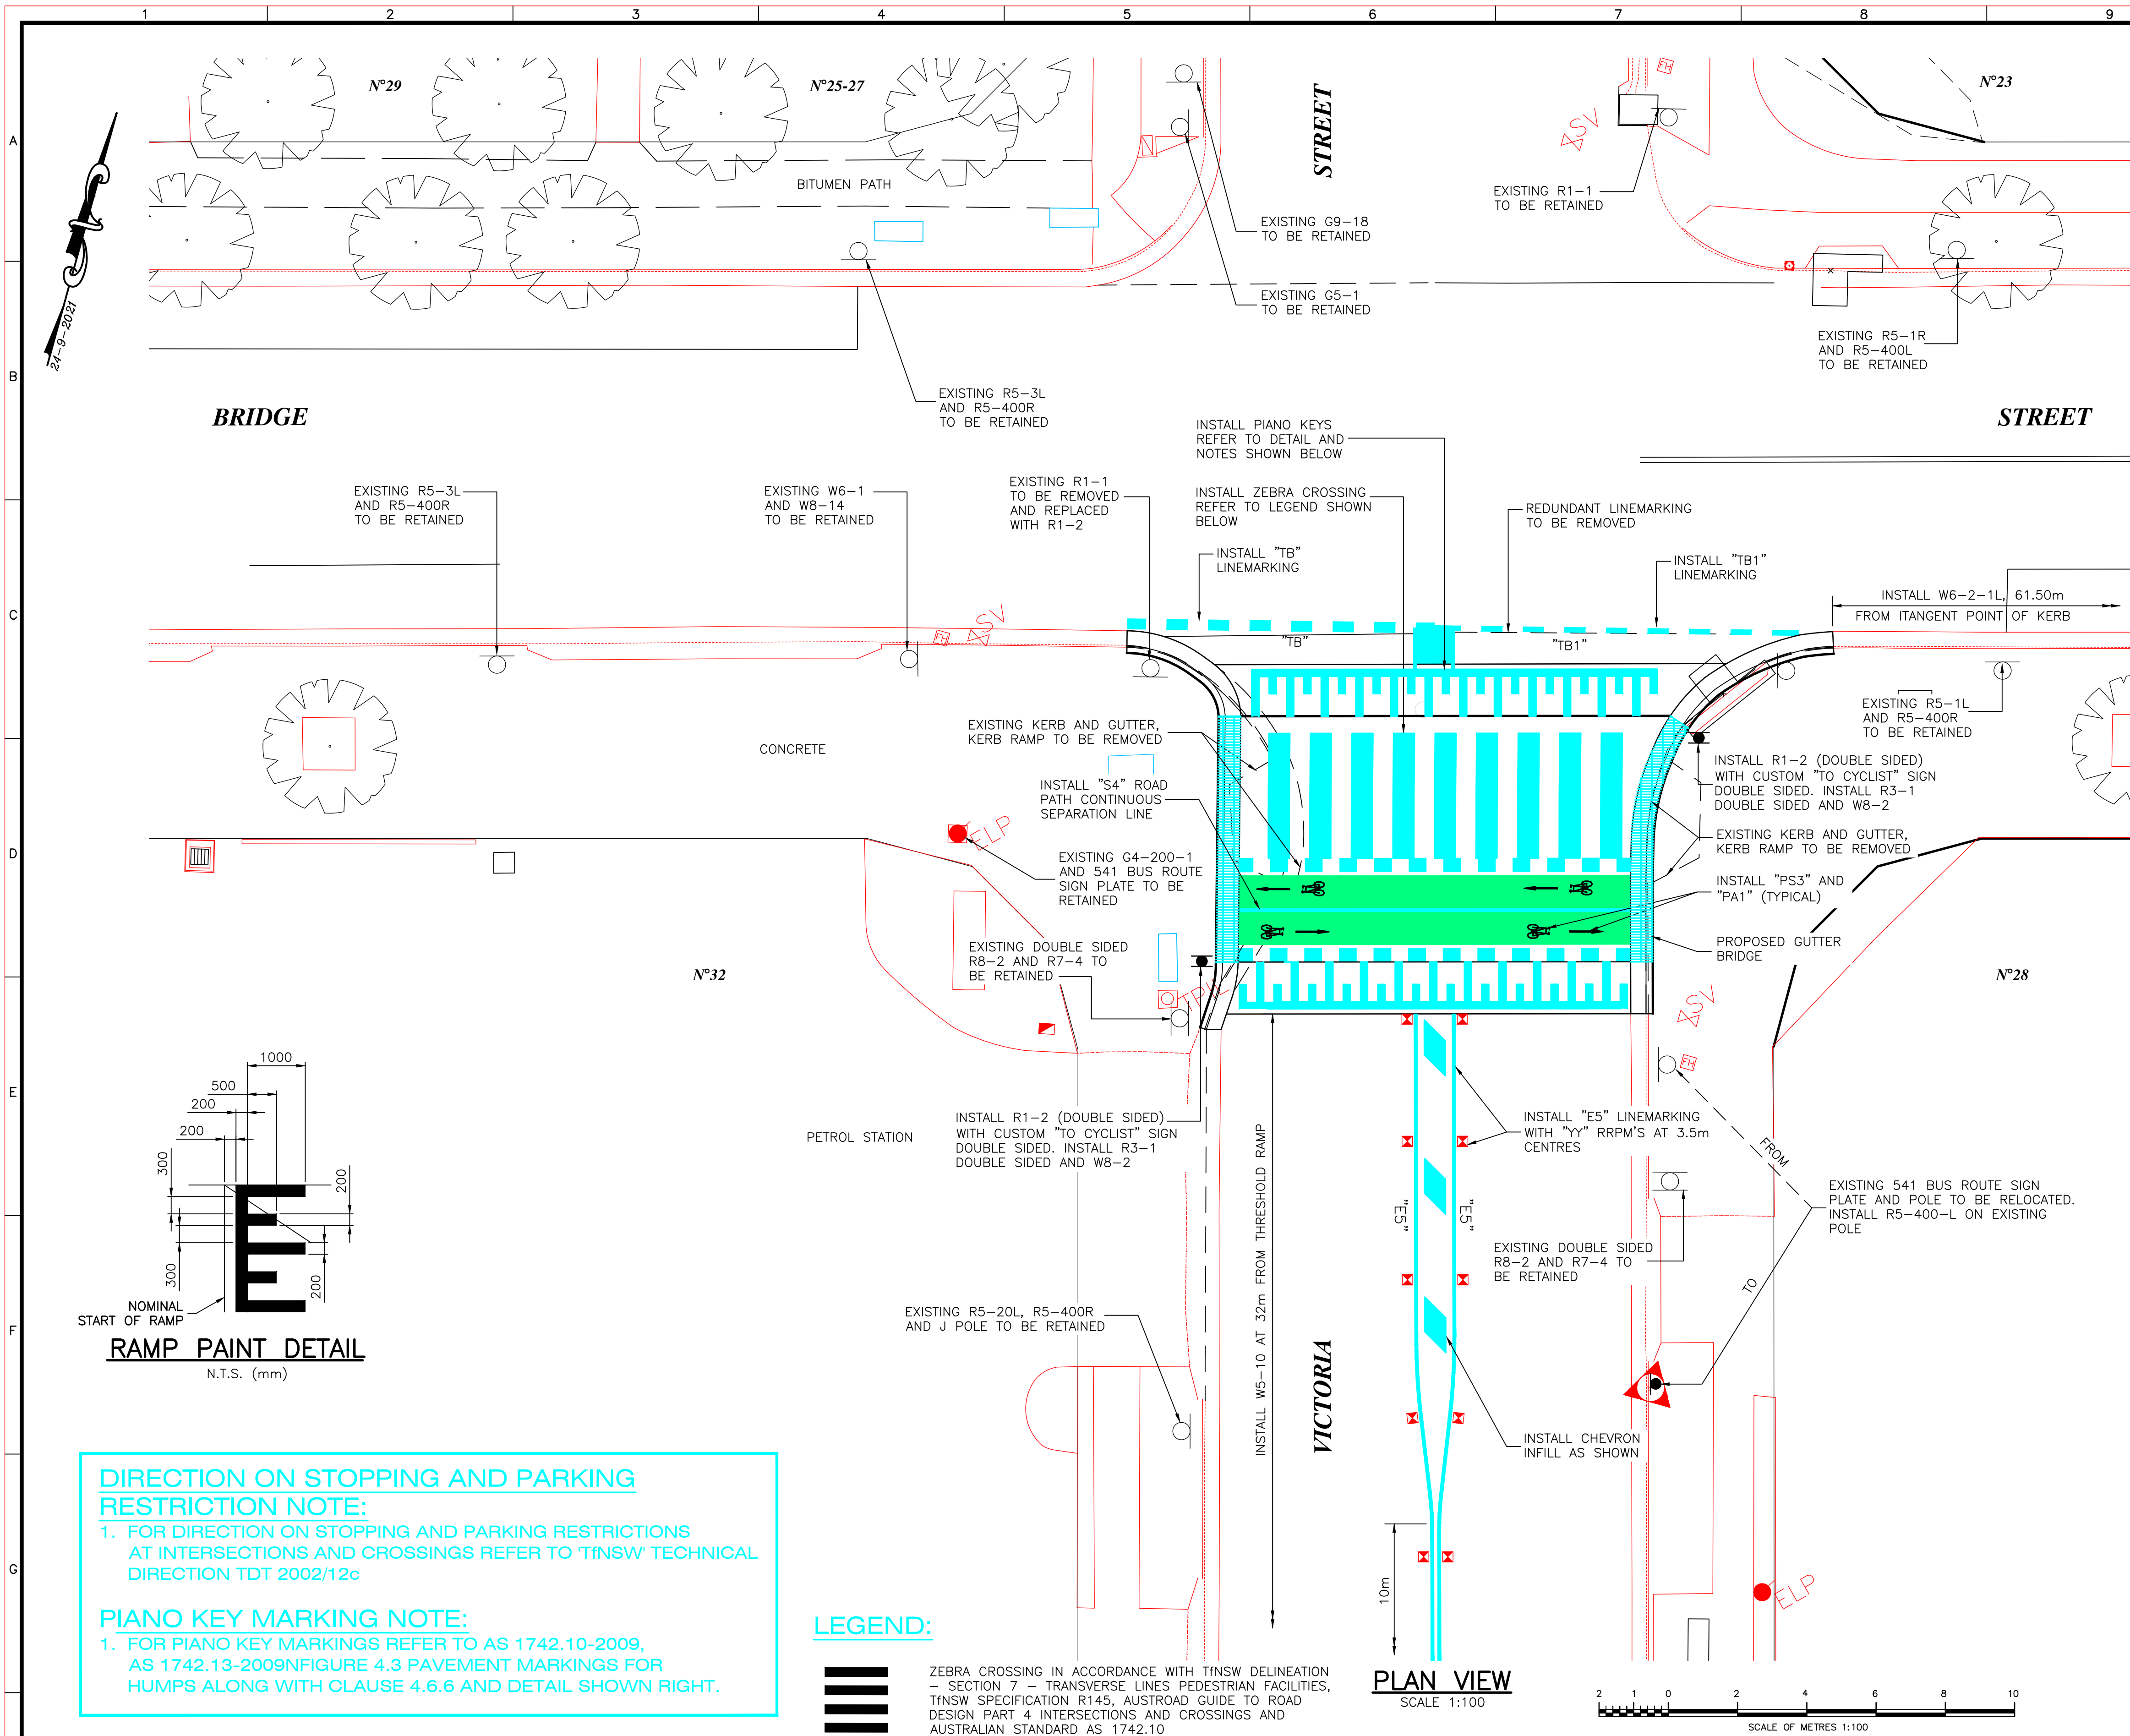 1 2 3 4 5 6 7 8 9
A
B
C
D
E
F
G
N°29
N°25-27
STREET
N°23
FH
SV
BITUMEN PATH
EXISTING R1-1
TO BE RETAINED
EXISTING G9-18
TO BE RETAINED
EXISTING G5-1
TO BE RETAINED
24-9-2021
EXISTING R5-1R
AND R5-400L
TO BE RETAINED
EXISTING R5-3L
AND R5-400R
TO BE RETAINED
BRIDGE
STREET
INSTALL PIANO KEYS
REFER TO DETAIL AND
NOTES SHOWN BELOW
EXISTING R5-3L
AND R5-400R
TO BE RETAINED
EXISTING W6-1
AND W8-14
TO BE RETAINED
EXISTING R1-1
TO BE REMOVED
AND REPLACED
WITH R1-2
INSTALL ZEBRA CROSSING
REFER TO LEGEND SHOWN
BELOW
REDUNDANT LINEMARKING
TO BE REMOVED
INSTALL "TB"
LINEMARKING
INSTALL "TB1"
LINEMARKING
INSTALL W6-2-1L, 61.50m
FROM ITANGENT POINT OF KERB
FH
SV
"TB"
"TB1"
EXISTING R5-1L
AND R5-400R
TO BE RETAINED
EXISTING KERB AND GUTTER,
KERB RAMP TO BE REMOVED
CONCRETE
INSTALL "S4" ROAD
PATH CONTINUOUS
SEPARATION LINE
INSTALL R1-2 (DOUBLE SIDED)
WITH CUSTOM "TO CYCLIST" SIGN
DOUBLE SIDED. INSTALL R3-1
DOUBLE SIDED AND W8-2
ELP
EXISTING KERB AND GUTTER,
KERB RAMP TO BE REMOVED
EXISTING G4-200-1
AND 541 BUS ROUTE
SIGN PLATE TO BE
RETAINED
INSTALL "PS3" AND
"PA1" (TYPICAL)
EXISTING DOUBLE SIDED
R8-2 AND R7-4 TO
BE RETAINED
PROPOSED GUTTER
BRIDGE
N°32
N°28
SV
FH
1000
500
200
200
300
300
200
200
NOMINAL
START OF RAMP
RAMP PAINT DETAIL
N.T.S. (mm)
PETROL STATION
INSTALL R1-2 (DOUBLE SIDED)
WITH CUSTOM "TO CYCLIST" SIGN
DOUBLE SIDED. INSTALL R3-1
DOUBLE SIDED AND W8-2
INSTALL W5-10 AT 32m FROM THRESHOLD RAMP
INSTALL "E5" LINEMARKING
WITH "YY" RRPM'S AT 3.5m
CENTRES
FROM
"E5"
"E5"
EXISTING 541 BUS ROUTE SIGN
PLATE AND POLE TO BE RELOCATED.
INSTALL R5-400-L ON EXISTING
POLE
EXISTING DOUBLE SIDED
R8-2 AND R7-4 TO
BE RETAINED
TO
EXISTING R5-20L, R5-400R
AND J POLE TO BE RETAINED
VICTORIA
INSTALL CHEVRON
INFILL AS SHOWN
10m
ELP
DIRECTION ON STOPPING AND PARKING
RESTRICTION NOTE:
1. FOR DIRECTION ON STOPPING AND PARKING RESTRICTIONS
AT INTERSECTIONS AND CROSSINGS REFER TO 'TfNSW' TECHNICAL
DIRECTION TDT 2002/12c
PIANO KEY MARKING NOTE:
1. FOR PIANO KEY MARKINGS REFER TO AS 1742.10-2009,
AS 1742.13-2009NFIGURE 4.3 PAVEMENT MARKINGS FOR
HUMPS ALONG WITH CLAUSE 4.6.6 AND DETAIL SHOWN RIGHT.
LEGEND:
ZEBRA CROSSING IN ACCORDANCE WITH TfNSW DELINEATION
- SECTION 7 - TRANSVERSE LINES PEDESTRIAN FACILITIES,
TfNSW SPECIFICATION R145, AUSTROAD GUIDE TO ROAD
DESIGN PART 4 INTERSECTIONS AND CROSSINGS AND
AUSTRALIAN STANDARD AS 1742.10
PLAN VIEW
SCALE 1:100
2 1 0 2 4 6 8 10
SCALE OF METRES 1:100